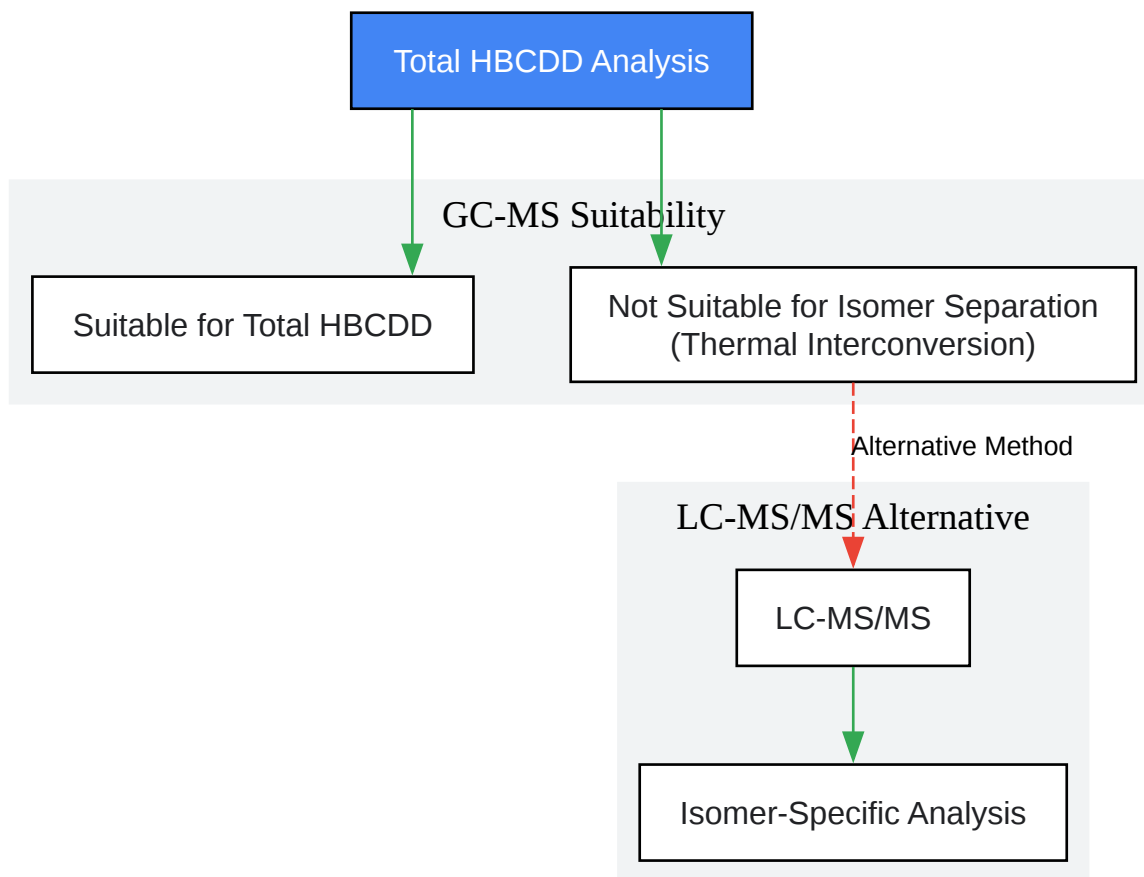 Total HBCDD Analysis
GC-MS Suitability
Suitable for Total HBCDD
Not Suitable for Isomer Separation
(Thermal Interconversion)
Alternative Method
LC-MS/MS Alternative
LC-MS/MS
Isomer-Specific Analysis